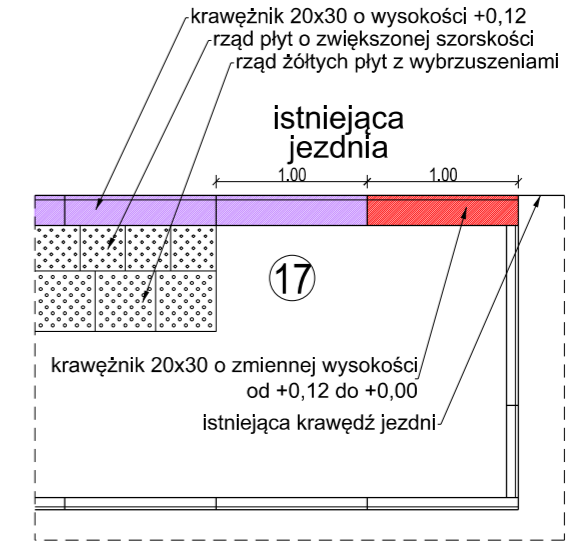 krawężnik 20x30 o wysokości +0,12
rząd płyt o zwiększonej szorskości
rząd żółtych płyt z wybrzuszeniami
istniejąca
jezdnia
1.00 1.00
17
krawężnik 20x30 o zmiennej wysokości
od +0,12 do +0,00
istniejąca krawędź jezdni